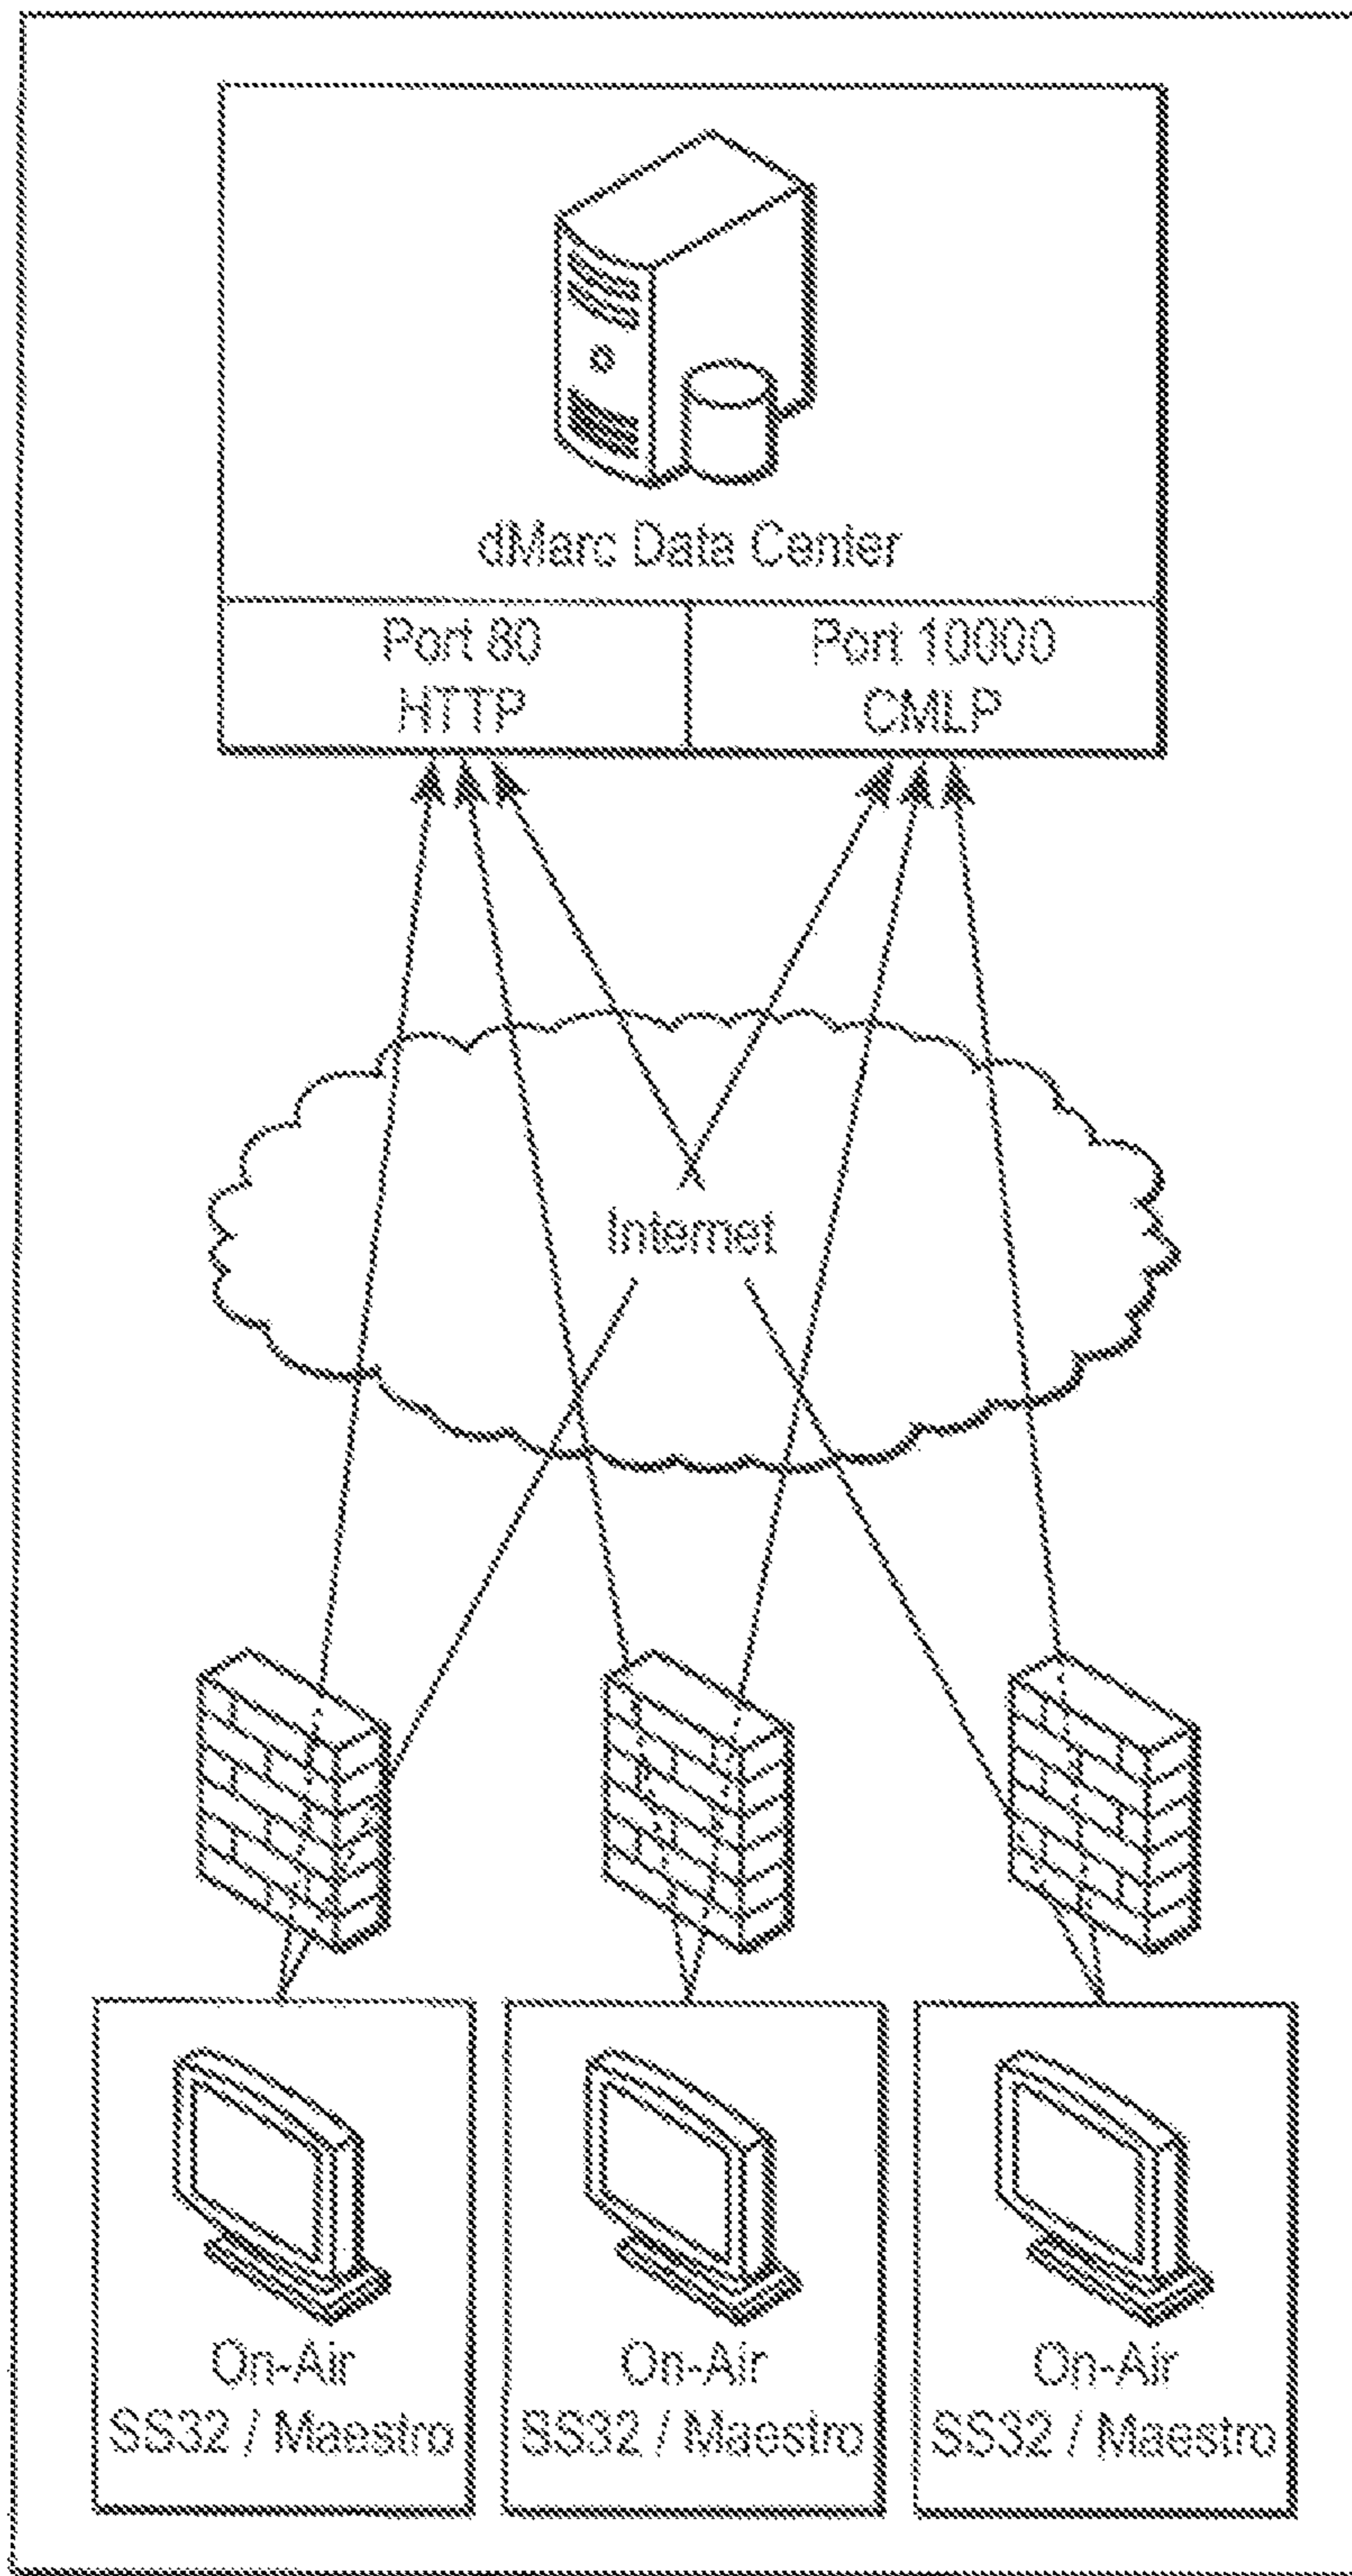 dMarc Data Center
Port 80
HTTP
Port 10000
CMLP
Internet
On-Air
SS32 / Maestro
On-Air
SS32 / Maestro
On-Air
SS32 / Maestro